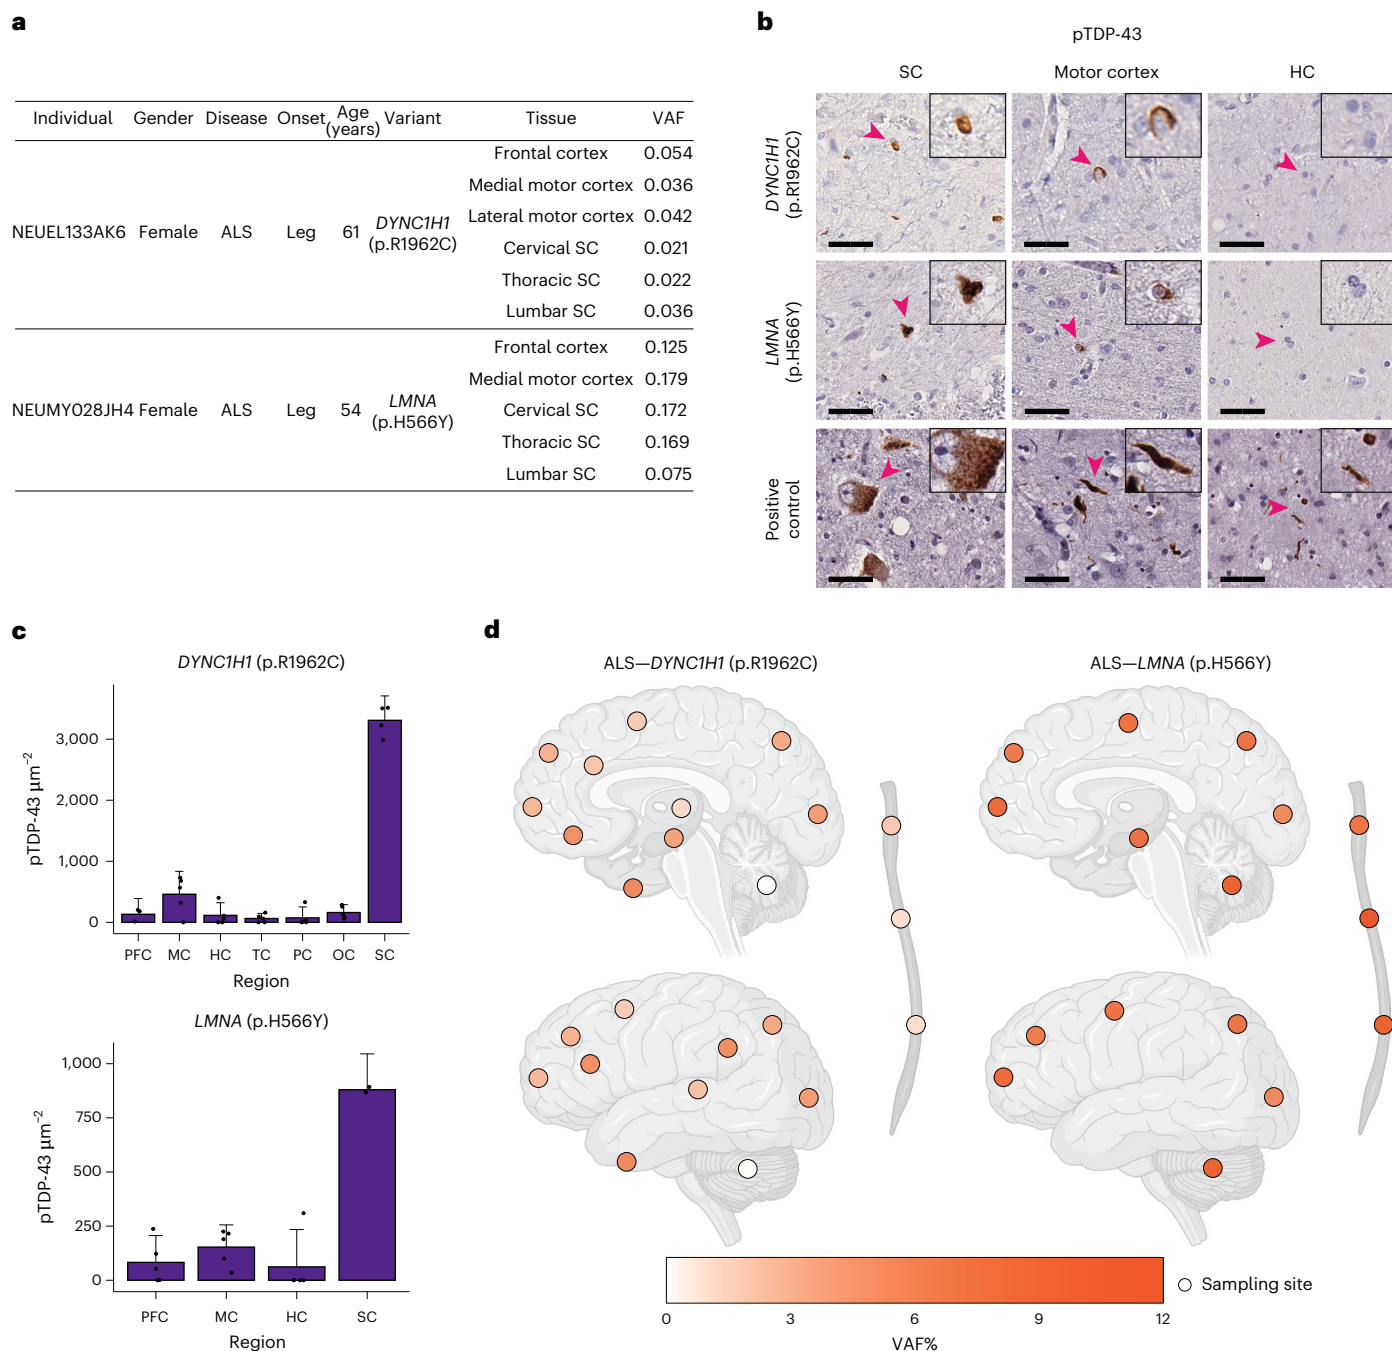 a
Individual Gender Disease Onset Age (years) Variant Tissue VAF
NEUEL133AK6 Female ALS Leg 61 DYNC1H1 (p.R1962C)
Frontal cortex 0.054
Medial motor cortex 0.036
Lateral motor cortex 0.042
Cervical SC 0.021
Thoracic SC 0.022
Lumbar SC 0.036
NEUMY028JH4 Female ALS Leg 54 LMNA (p.H566Y)
Frontal cortex 0.125
Medial motor cortex 0.179
Cervical SC 0.172
Thoracic SC 0.169
Lumbar SC 0.075
b
pTDP-43
SC Motor cortex HC
DYNC1H1
(p.R1962C)
LMNA
(p.H566Y)
Positive
control
c
DYNC1H1 (p.R1962C)
pTDP-43 µm⁻²
3,000
2,000
1,000
0
PFC MC HC TC PC OC SC
Region
LMNA (p.H566Y)
pTDP-43 µm⁻²
1,000
750
500
250
0
PFC MC HC SC
Region
d
ALS—DYNC1H1 (p.R1962C)
ALS—LMNA (p.H566Y)
0 3 6 9 12
VAF%
Sampling site